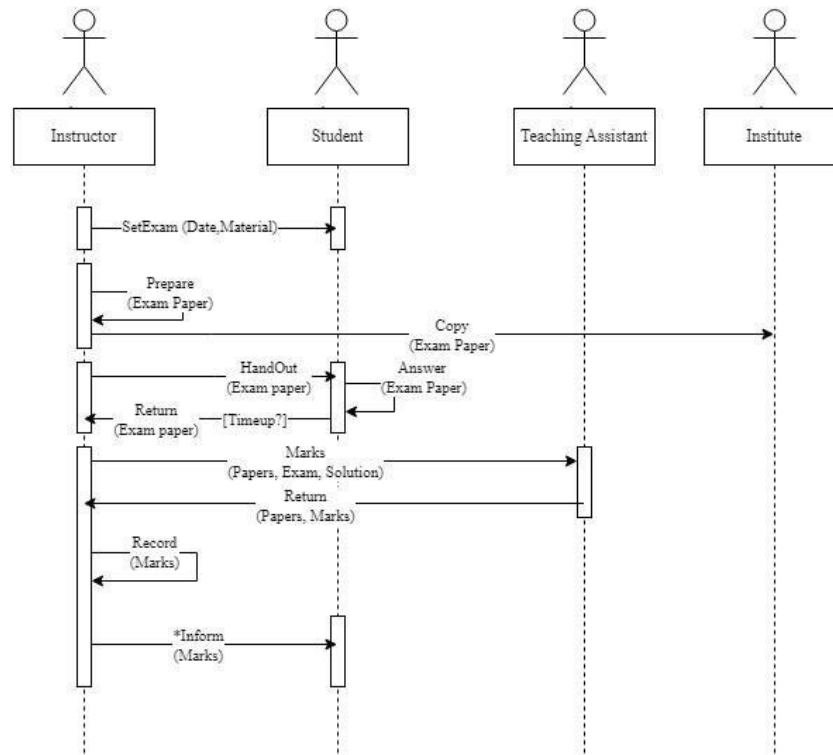 Instructor
Student
Teaching Assistant
Institute
SetExam (Date,Material)
Prepare
(Exam Paper)
Copy
(Exam Paper)
HandOut
(Exam paper)
Answer
(Exam Paper)
Return
(Exam paper)
[Timeup?]
Marks
(Papers, Exam, Solution)
Return
(Papers, Marks)
Record
(Marks)
*Inform
(Marks)